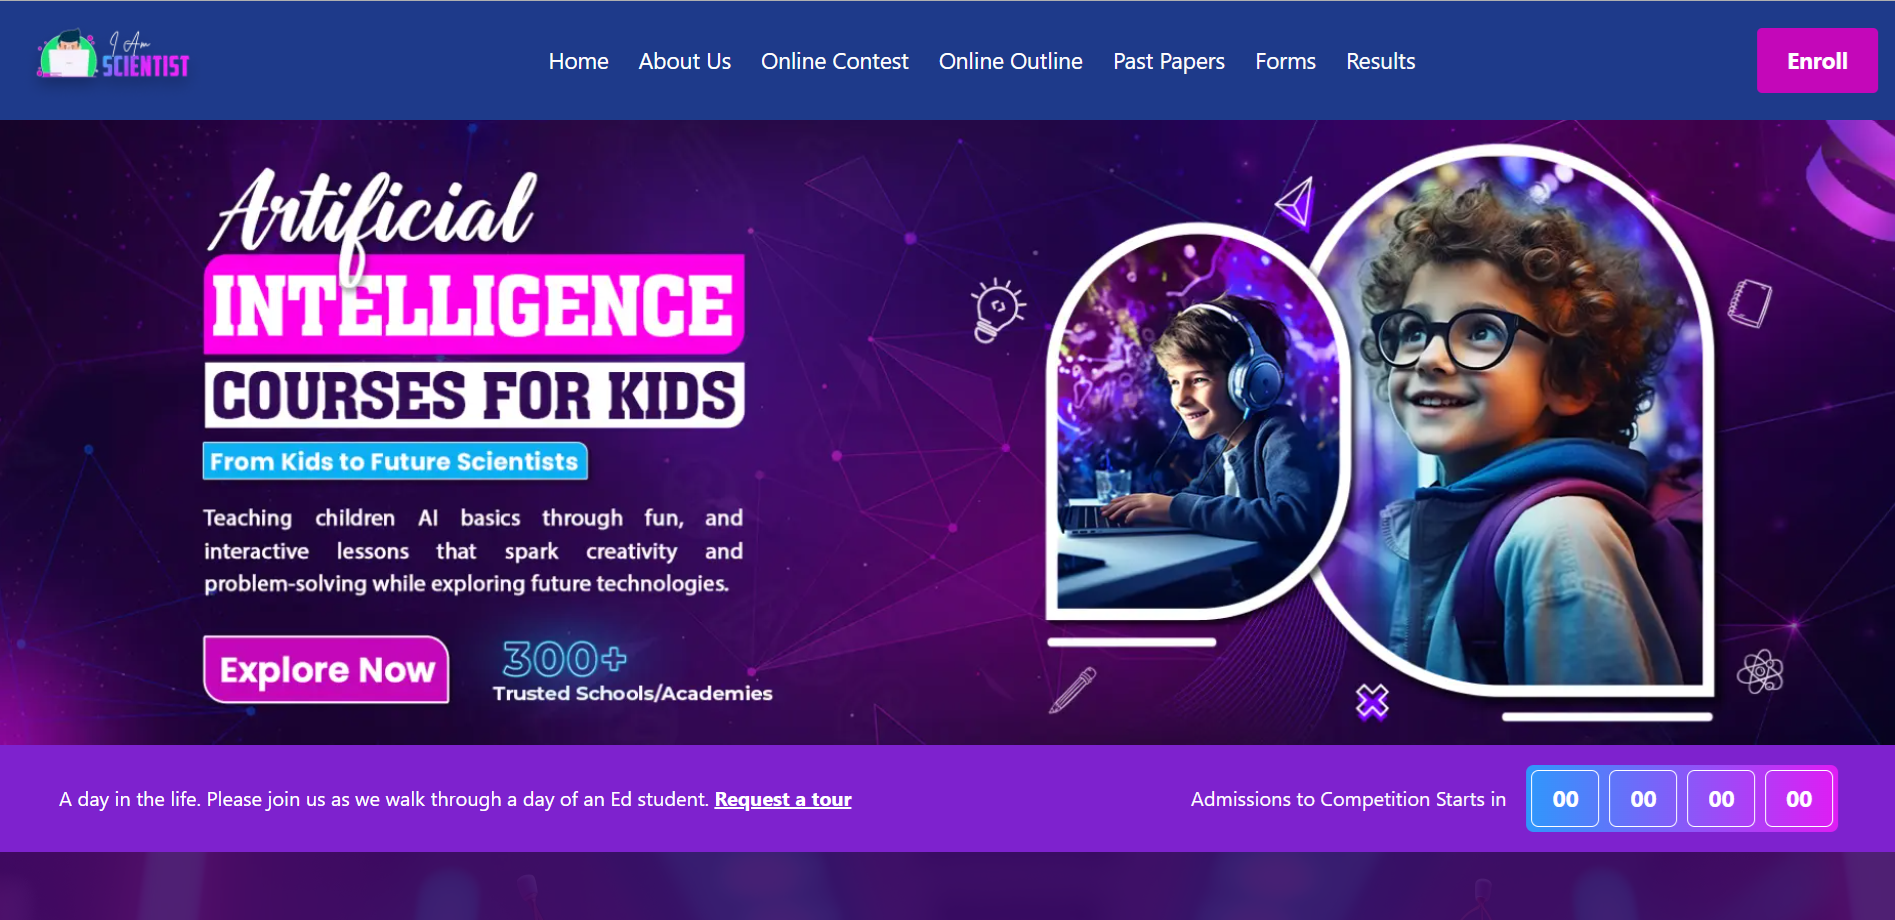 I Am
SCIENTIST
Home About Us Online Contest Online Outline Past Papers Forms Results
Enroll
Artificial
INTELLIGENCE
COURSES FOR KIDS
From Kids to Future Scientists
Teaching children AI basics through fun, and
interactive lessons that spark creativity and
problem-solving while exploring future technologies.
Explore Now
300+
Trusted Schools/Academies
A day in the life. Please join us as we walk through a day of an Ed student. Request a tour
Admissions to Competition Starts in 00 00 00 00